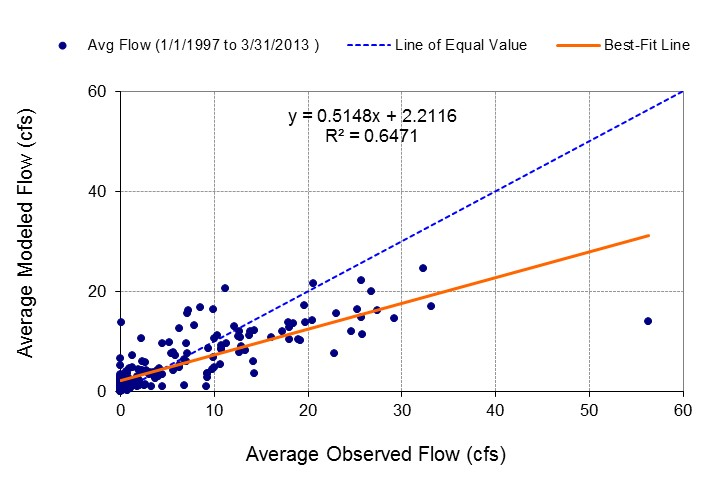 Avg Flow (1/1/1997 to 3/31/2013 ) Line of Equal Value Best-Fit Line
y = 0.5148x + 2.2116
R² = 0.6471
Average Modeled Flow (cfs)
60
40
20
0
0 10 20 30 40 50 60
Average Observed Flow (cfs)